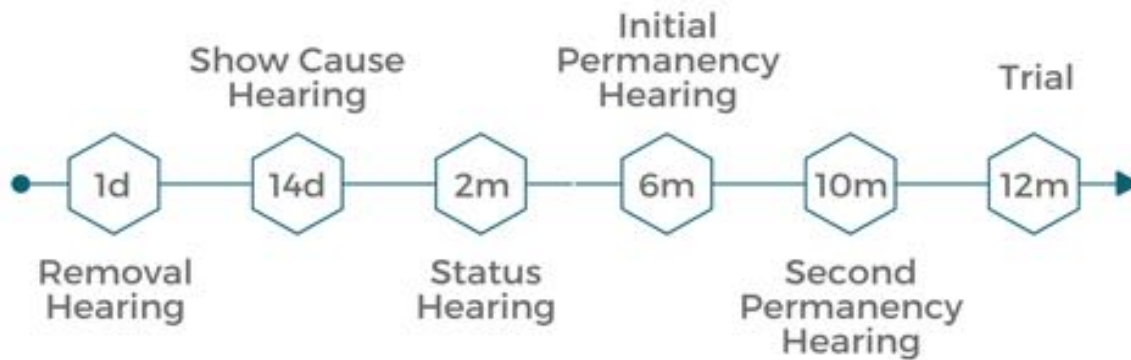 Show Cause
Hearing
Initial
Permanency
Hearing
Trial
1d
14d
2m
6m
10m
12m
Removal
Hearing
Status
Hearing
Second
Permanency
Hearing